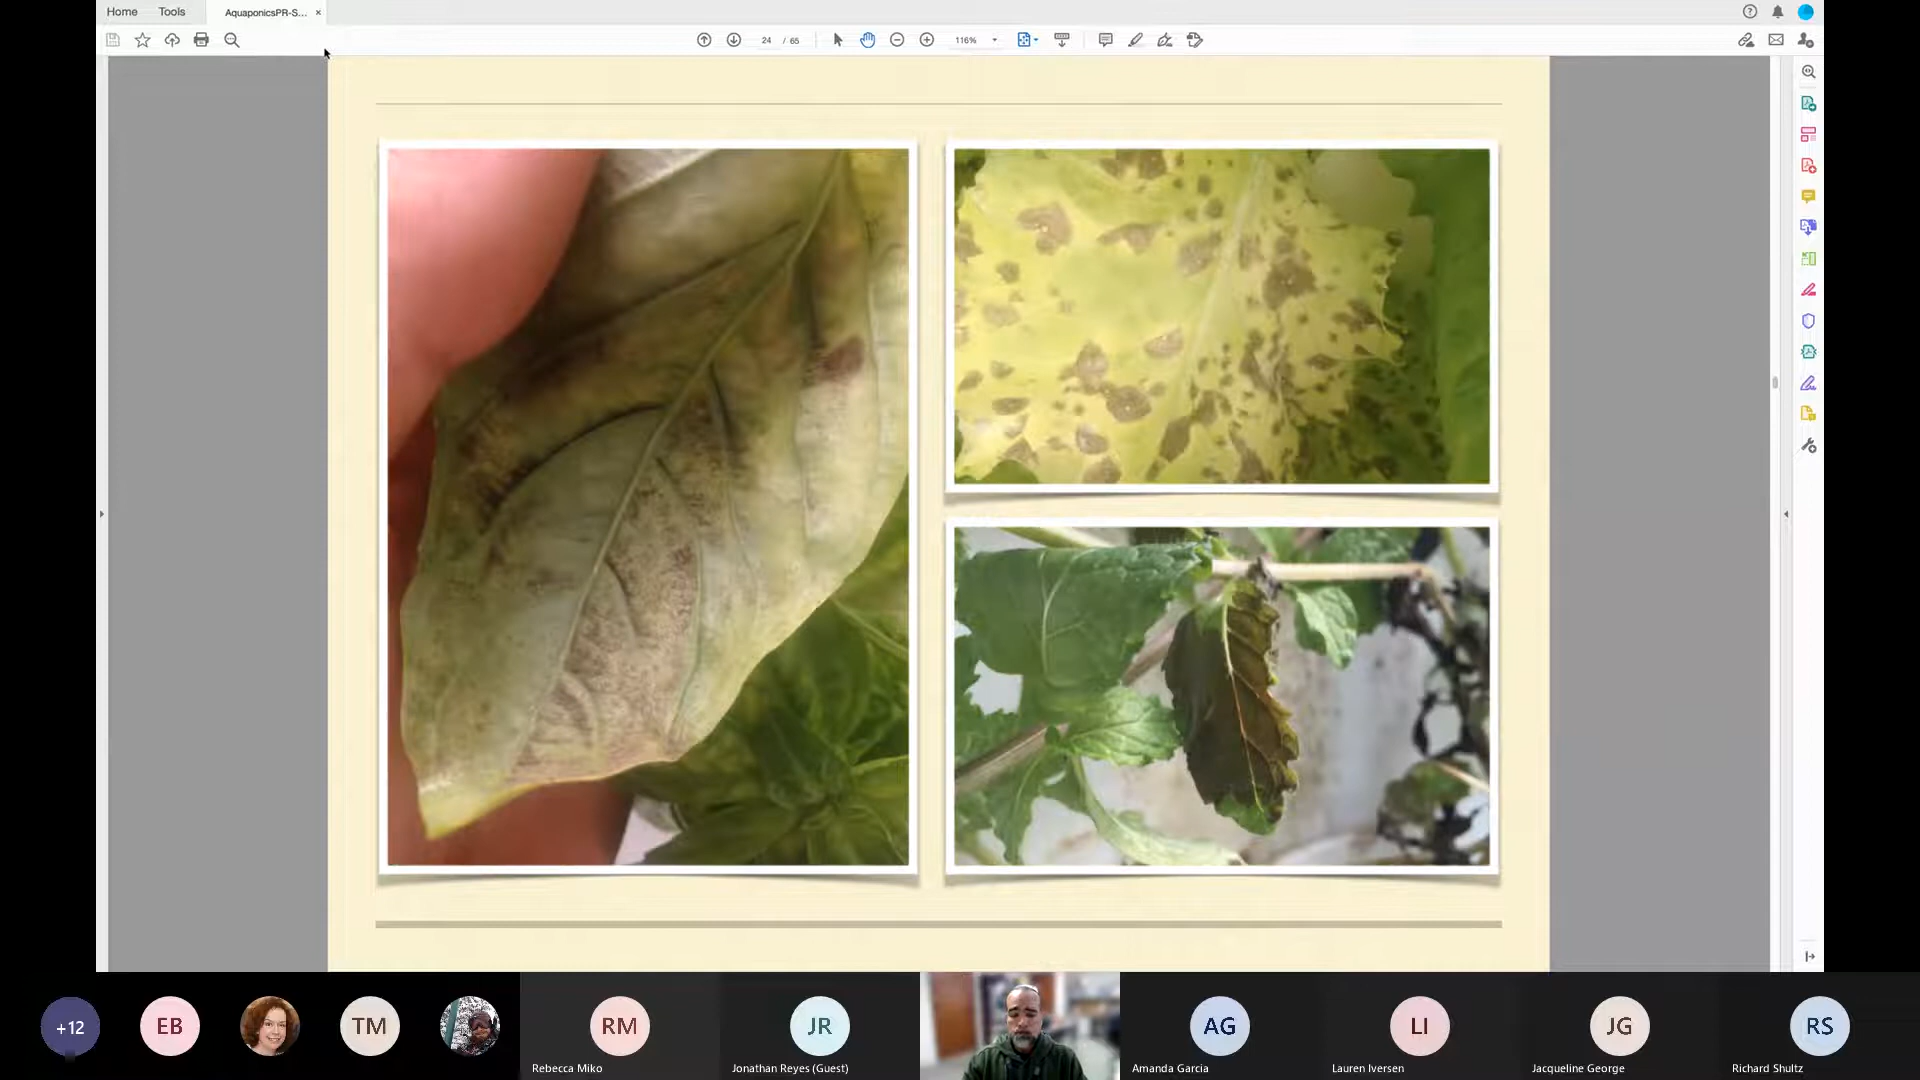 Home Tools AquaponicsPR-S... ×
24 / 65 116%
+12 EB TM RM JR AG LI JG RS
Rebecca Miko Jonathan Reyes (Guest) Amanda Garcia Lauren Iversen Jacqueline George Richard Shultz